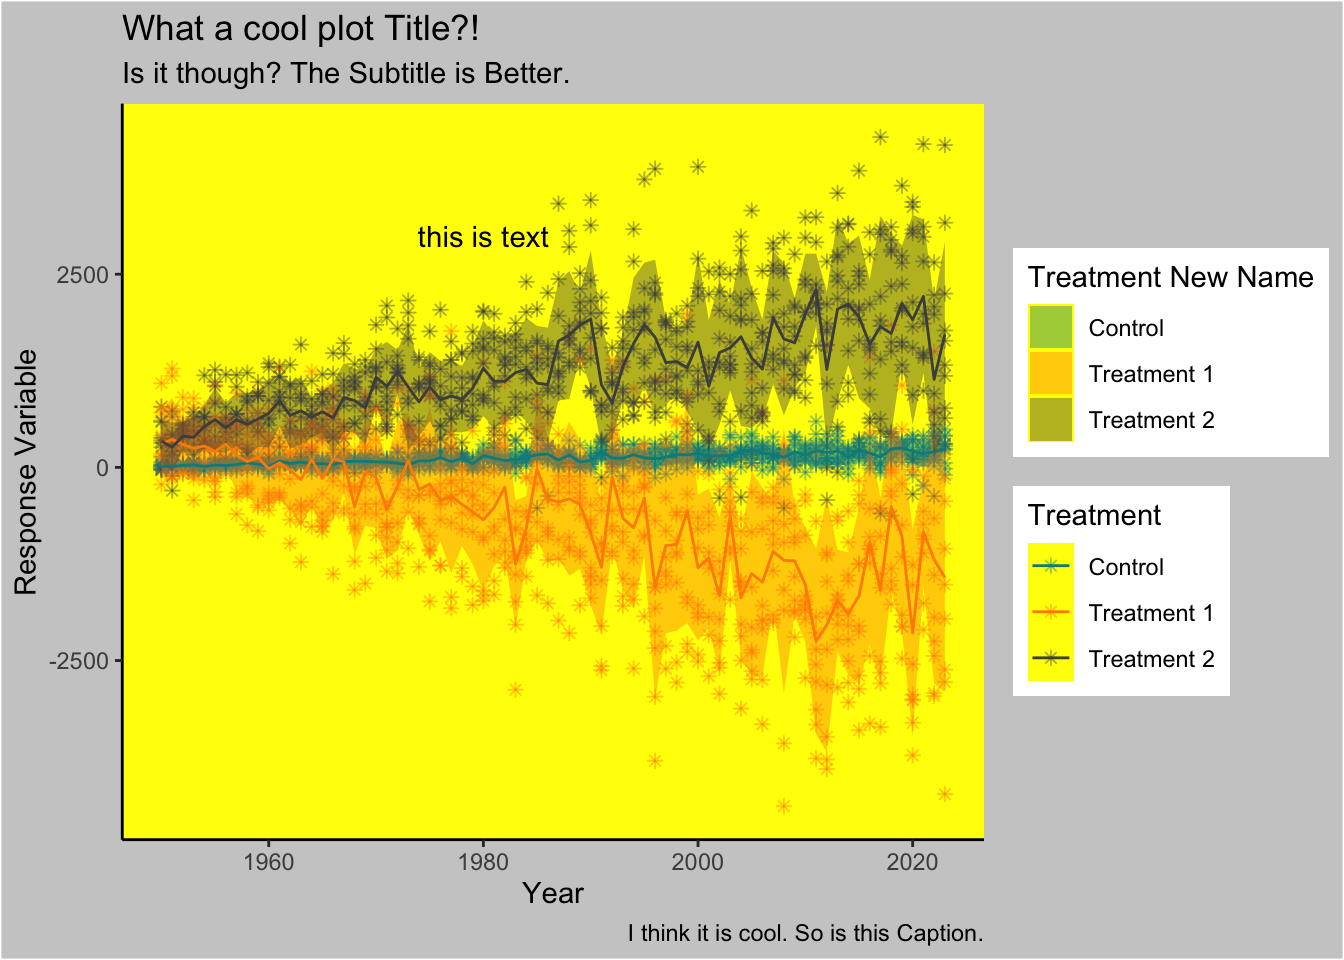 What a cool plot Title?!
Is it though? The Subtitle is Better.
this is text
2500
0
-2500
Response Variable
1960 1980 2000 2020
Year
I think it is cool. So is this Caption.
Treatment New Name
Control
Treatment 1
Treatment 2
Treatment
Control
Treatment 1
Treatment 2